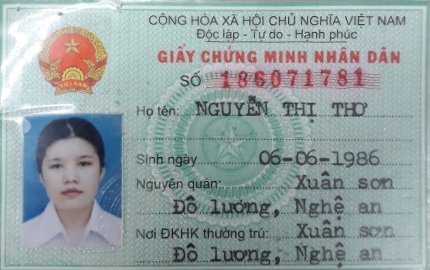 CỘNG HÒA XÃ HỘI CHỦ NGHĨA VIỆT NAM
Độc lập - Tự do - Hạnh phúc
GIẤY CHỨNG MINH NHÂN DÂN
SỐ 186071781
Họ tên: NGUYỄN THỊ THƠ
Sinh ngày 06-06-1986
Nguyên quán: Xuân sơn
Đô lương, Nghệ an
Nơi ĐKHK thường trú: Xuân sơn
Đô lương, Nghệ an